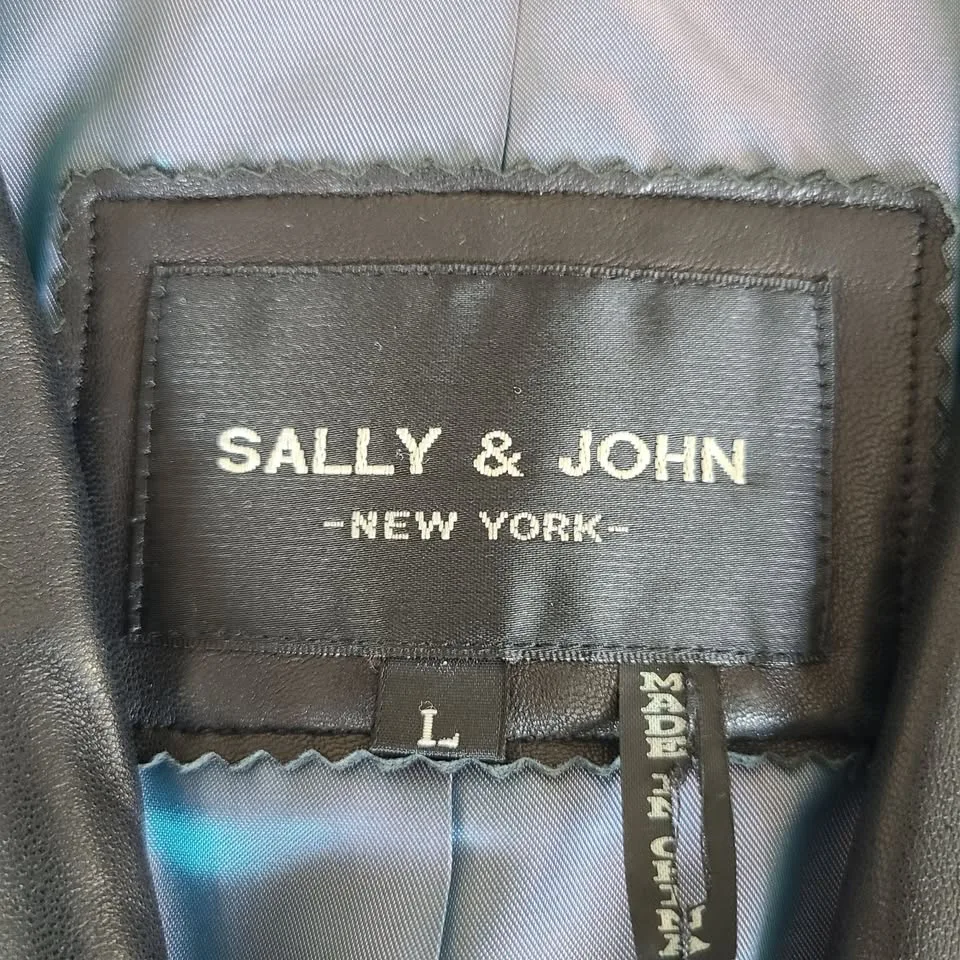 SALLY & JOHN
-NEW YORK-
L
MADE IN CHINA